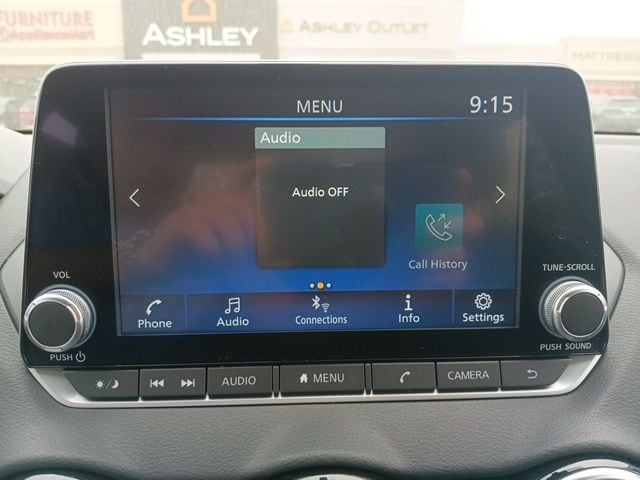 FURNITURE
& ApplianceMart
ASHLEY
ASHLEY OUTLET
MATTRESS
MENU
9:15
Audio
Audio OFF
Call History
VOL
TUNE·SCROLL
Phone
Audio
Connections
Info
Settings
PUSH
PUSH SOUND
AUDIO
MENU
CAMERA